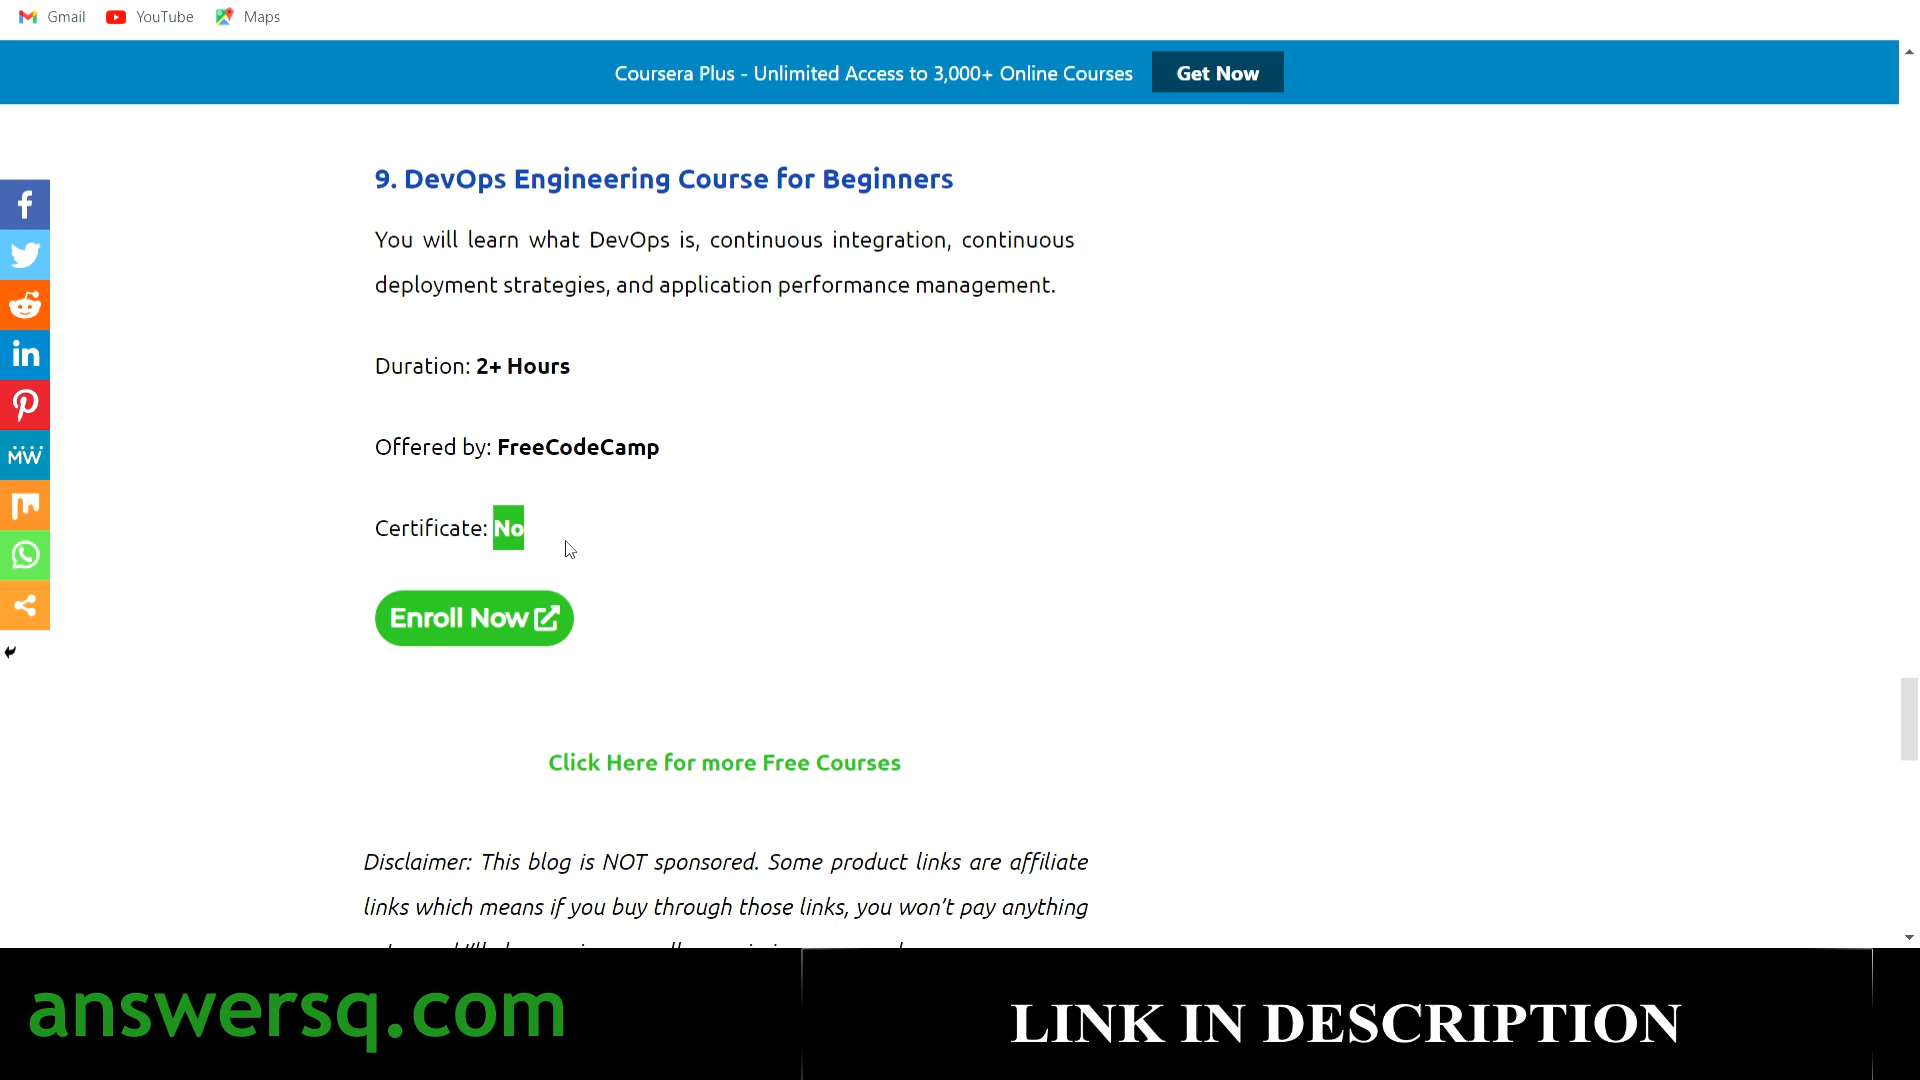 Gmail YouTube Maps
Coursera Plus - Unlimited Access to 3,000+ Online Courses Get Now
9. DevOps Engineering Course for Beginners
You will learn what DevOps is, continuous integration, continuous
deployment strategies, and application performance management.
Duration: 2+ Hours
Offered by: FreeCodeCamp
Certificate: No
Enroll Now
Click Here for more Free Courses
Disclaimer: This blog is NOT sponsored. Some product links are affiliate
links which means if you buy through those links, you won’t pay anything
answersq.com
LINK IN DESCRIPTION